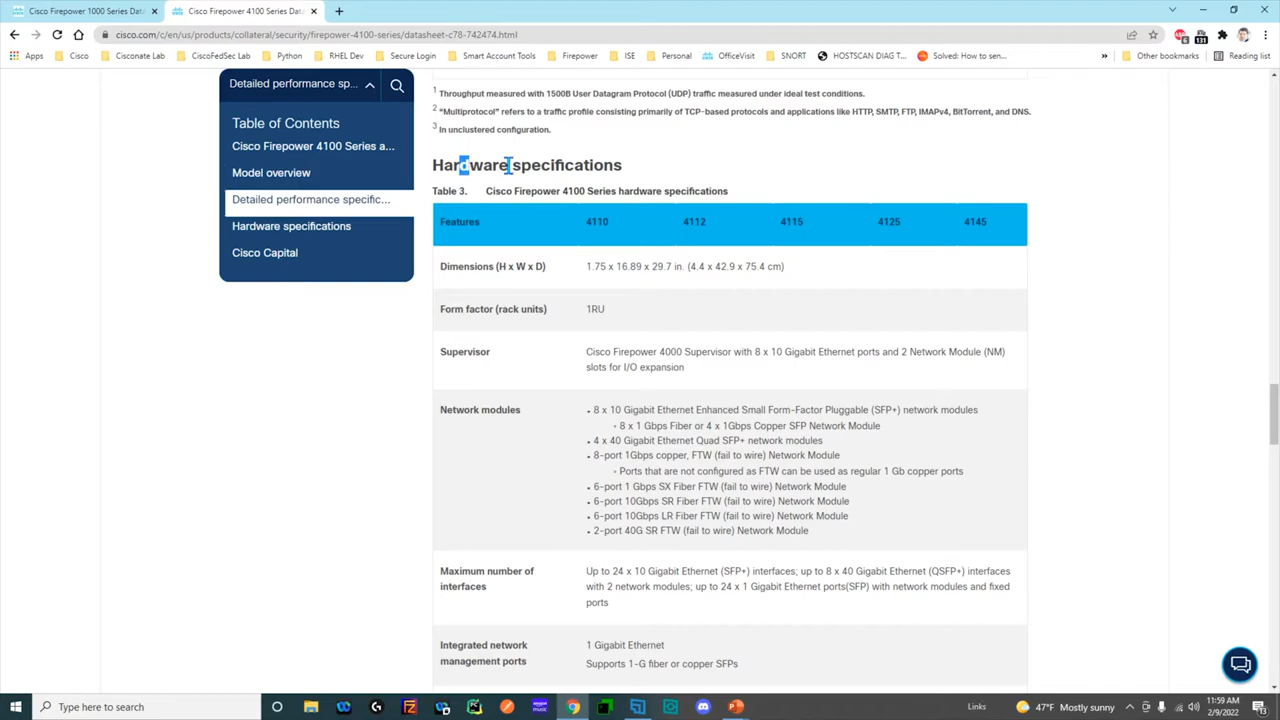 Cisco Firepower 1000 Series Data
Cisco Firepower 4100 Series Data
cisco.com/c/en/us/products/collateral/security/firepower-4100-series/datasheet-c78-742474.html
Apps Cisco Cisconate Lab CiscoFedSec Lab Python RHEL Dev Secure Login Smart Account Tools Firepower ISE Personal OfficeVisit SNORT HOSTSCAN DIAG T... Solved: How to sen... » Other bookmarks Reading list
Detailed performance sp...
Table of Contents
Cisco Firepower 4100 Series a...
Model overview
Detailed performance specific...
Hardware specifications
Cisco Capital
1 Throughput measured with 1500B User Datagram Protocol (UDP) traffic measured under ideal test conditions.
2 “Multiprotocol” refers to a traffic profile consisting primarily of TCP-based protocols and applications like HTTP, SMTP, FTP, IMAPv4, BitTorrent, and DNS.
3 In unclustered configuration.
Hardware specifications
Table 3. Cisco Firepower 4100 Series hardware specifications
Features 4110 4112 4115 4125 4145
Dimensions (H x W x D) 1.75 x 16.89 x 29.7 in. (4.4 x 42.9 x 75.4 cm)
Form factor (rack units) 1RU
Supervisor Cisco Firepower 4000 Supervisor with 8 x 10 Gigabit Ethernet ports and 2 Network Module (NM)
slots for I/O expansion
Network modules • 8 x 10 Gigabit Ethernet Enhanced Small Form-Factor Pluggable (SFP+) network modules
◦ 8 x 1 Gbps Fiber or 4 x 1Gbps Copper SFP Network Module
• 4 x 40 Gigabit Ethernet Quad SFP+ network modules
• 8-port 1Gbps copper, FTW (fail to wire) Network Module
◦ Ports that are not configured as FTW can be used as regular 1 Gb copper ports
• 6-port 1 Gbps SX Fiber FTW (fail to wire) Network Module
• 6-port 10Gbps SR Fiber FTW (fail to wire) Network Module
• 6-port 10Gbps LR Fiber FTW (fail to wire) Network Module
• 2-port 40G SR FTW (fail to wire) Network Module
Maximum number of
interfaces
Up to 24 x 10 Gigabit Ethernet (SFP+) interfaces; up to 8 x 40 Gigabit Ethernet (QSFP+) interfaces
with 2 network modules; up to 24 x 1 Gigabit Ethernet ports(SFP) with network modules and fixed
ports
Integrated network
management ports
1 Gigabit Ethernet
Supports 1-G fiber or copper SFPs
Type here to search
Links 47°F Mostly sunny
11:59 AM
2/9/2022